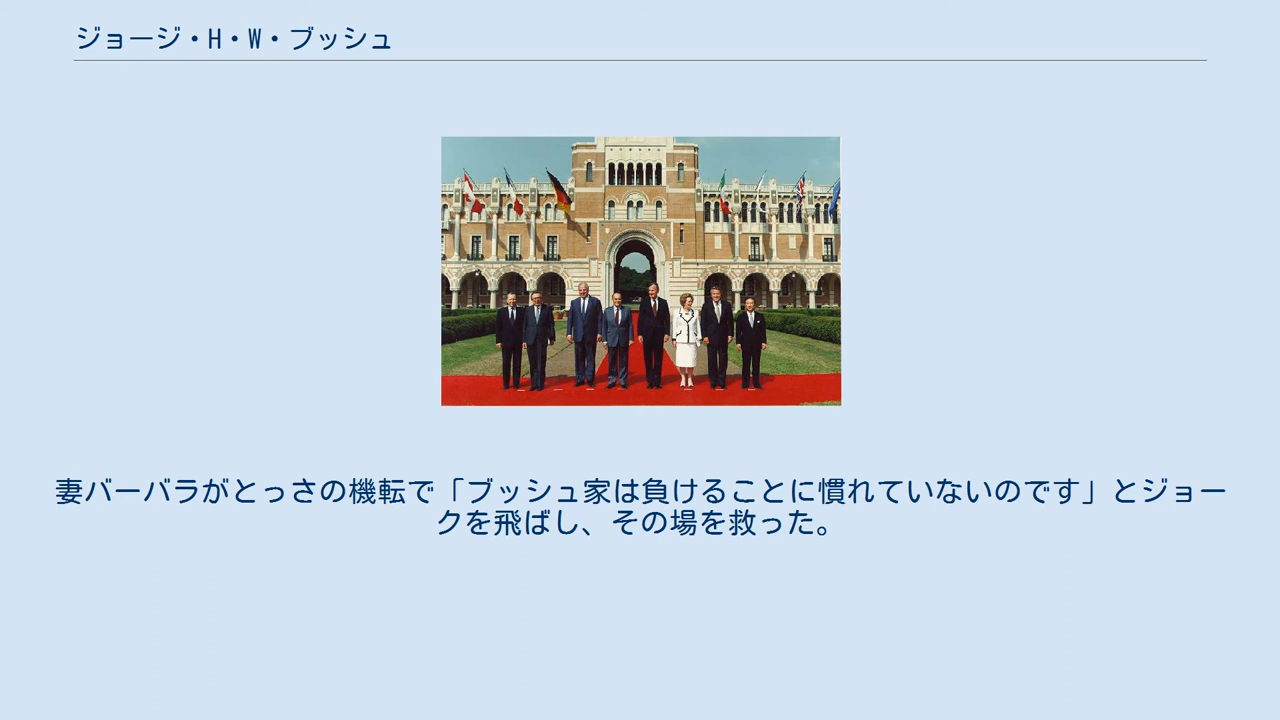 ジョージ・H・W・ブッシュ
妻バーバラがとっさの機転で「ブッシュ家は負けることに慣れていないのです」とジョー
クを飛ばし、その場を救った。